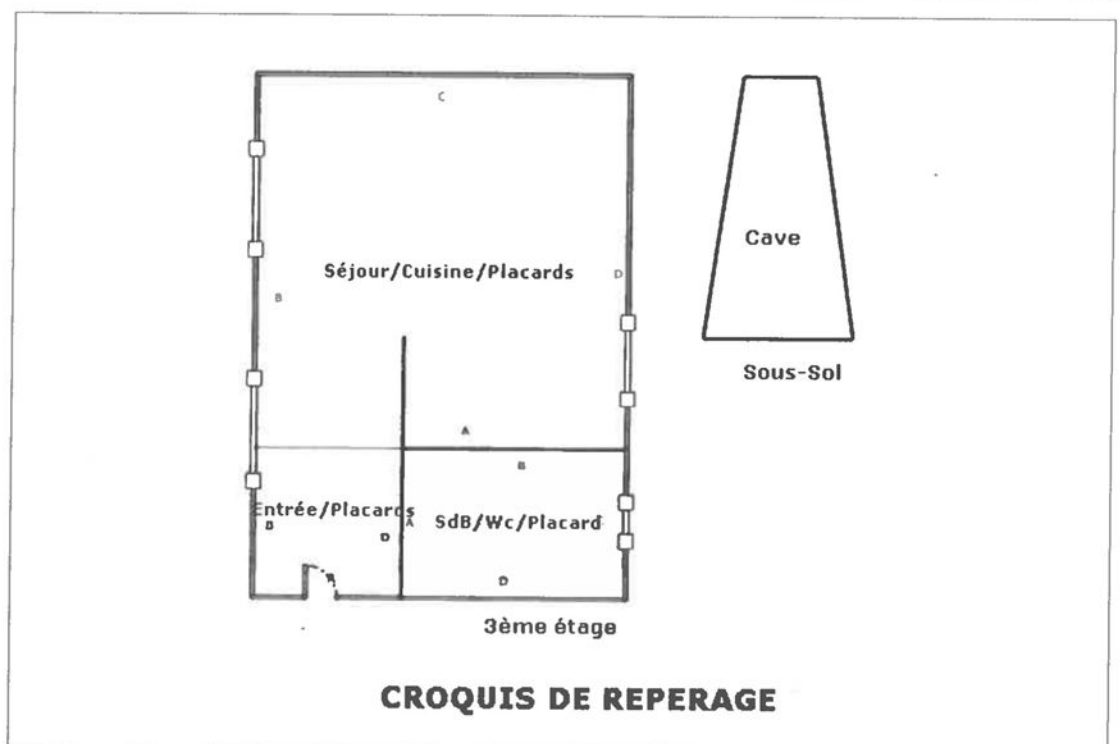 C
Cave
Séjour/Cuisine/Placards
D
B
Sous-Sol
A
B
Entrée/Placards
B
D
A
SdB/Wc/Placard
D
3ème étage
CROQUIS DE REPERAGE